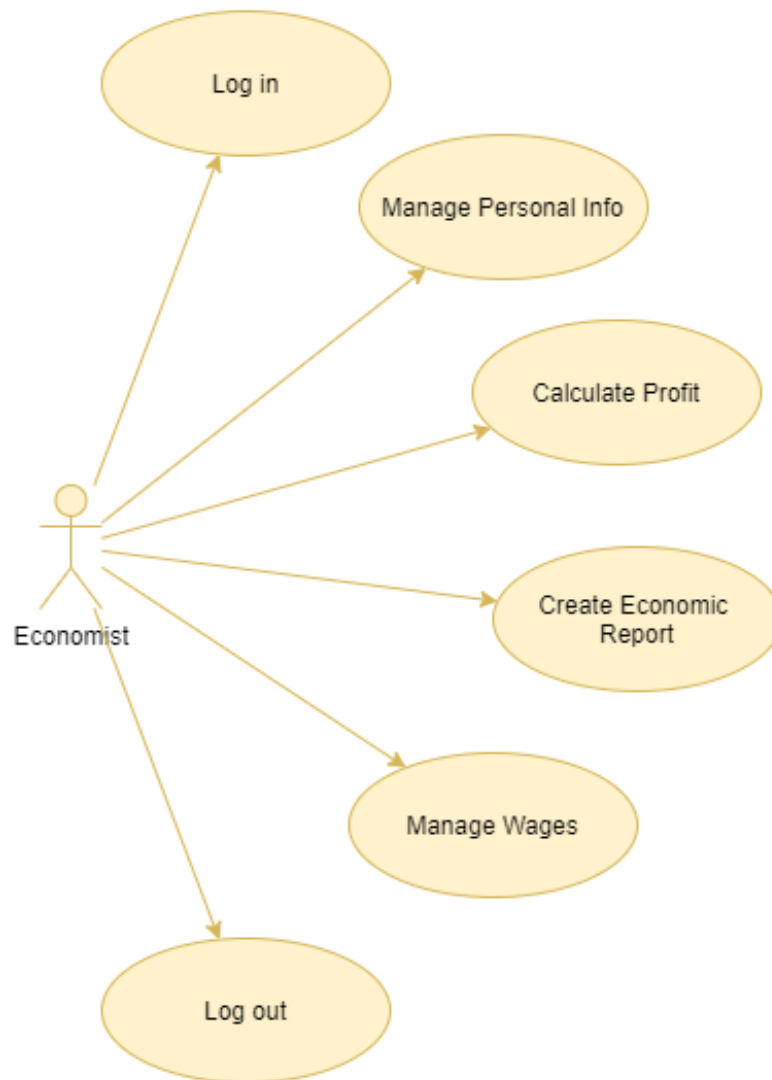 Log in
Manage Personal Info
Calculate Profit
Create Economic
Report
Economist
Manage Wages
Log out